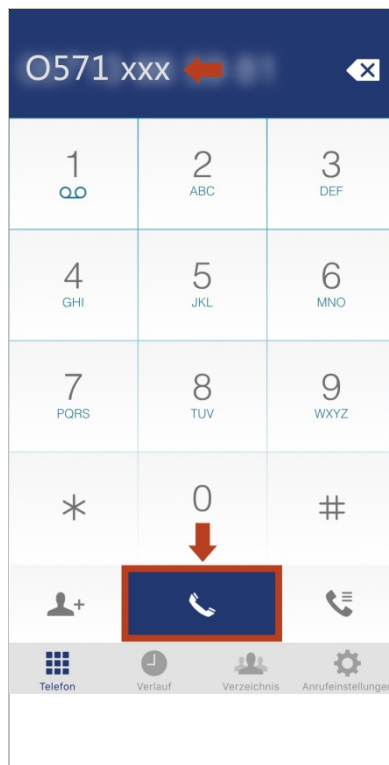 O571 xxx
1 2 3
ABC DEF
4 5 6
GHI JKL MNO
7 8 9
PQRS TUV WXYZ
* 0 #
Telefon Verlauf Verzeichnis Anrufeinstellungen